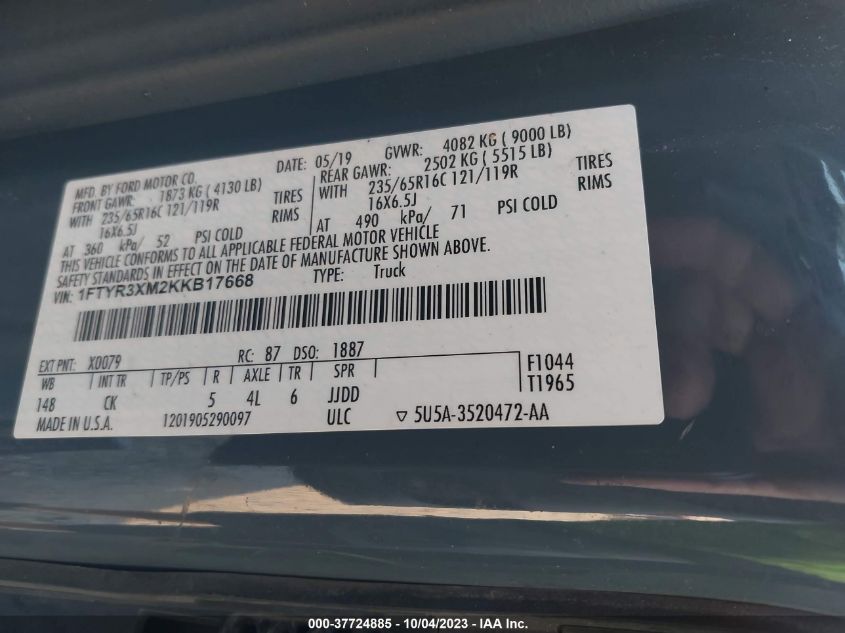 MFD. BY FORD MOTOR CO.
DATE: 05/19 GVWR: 4082 KG ( 9000 LB)
FRONT GAWR: 1873 KG ( 4130 LB)
REAR GAWR: 2502 KG ( 5515 LB)
WITH 235/65R16C 121/119R TIRES
WITH 235/65R16C 121/119R TIRES
16X6.5J RIMS
16X6.5J RIMS
AT 360 kPa/ 52 PSI COLD
AT 490 kPa/ 71 PSI COLD
THIS VEHICLE CONFORMS TO ALL APPLICABLE FEDERAL MOTOR VEHICLE
SAFETY STANDARDS IN EFFECT ON THE DATE OF MANUFACTURE SHOWN ABOVE.
VIN: 1FTYR3XM2KKB17668 TYPE: Truck
EXT PNT: X0079 RC: 87 DSO: 1887
WB INT TR TP/PS R AXLE TR SPR F1044
148 CK 5 4L 6 JJDD T1965
MADE IN U.S.A. 1201905290097 ULC ▽ 5U5A-3520472-AA
000-37724885 - 10/04/2023 - IAA Inc.